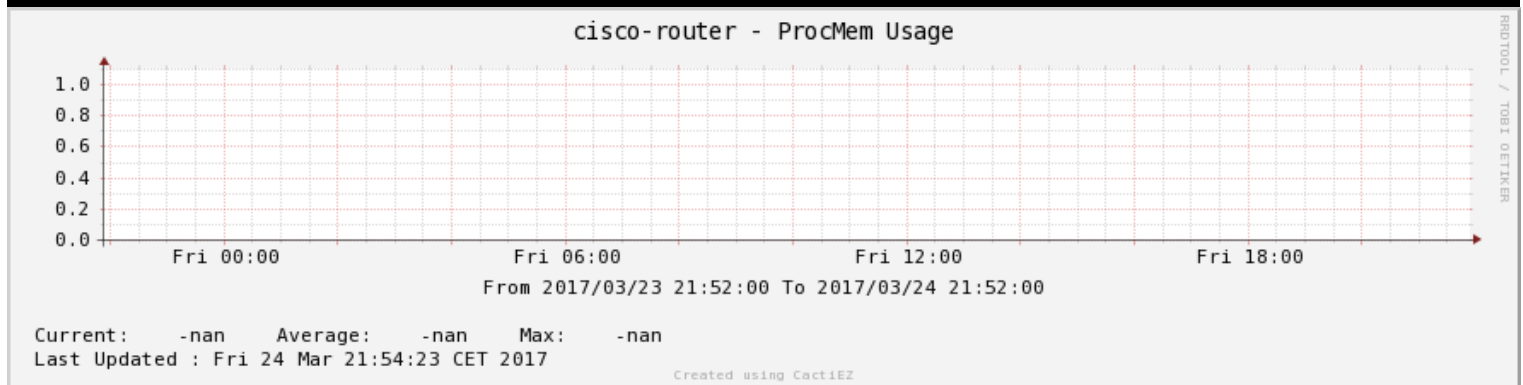 cisco-router - ProcMem Usage
RRDTOOL / TOBI OETIKER
1.0
0.8
0.6
0.4
0.2
0.0
Fri 00:00 Fri 06:00 Fri 12:00 Fri 18:00
From 2017/03/23 21:52:00 To 2017/03/24 21:52:00
Current: -nan Average: -nan Max: -nan
Last Updated : Fri 24 Mar 21:54:23 CET 2017
Created using CactiEZ